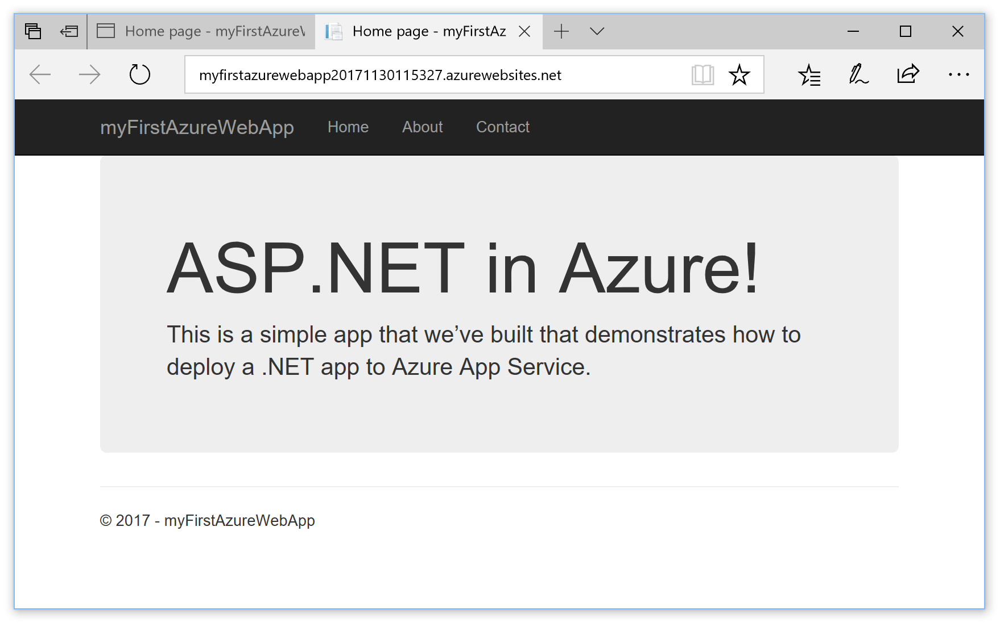 Home page - myFirstAzure
Home page - myFirstAz
myfirstazurewebapp20171130115327.azurewebsites.net
myFirstAzureWebApp Home About Contact
ASP.NET in Azure!
This is a simple app that we’ve built that demonstrates how to
deploy a .NET app to Azure App Service.
© 2017 - myFirstAzureWebApp